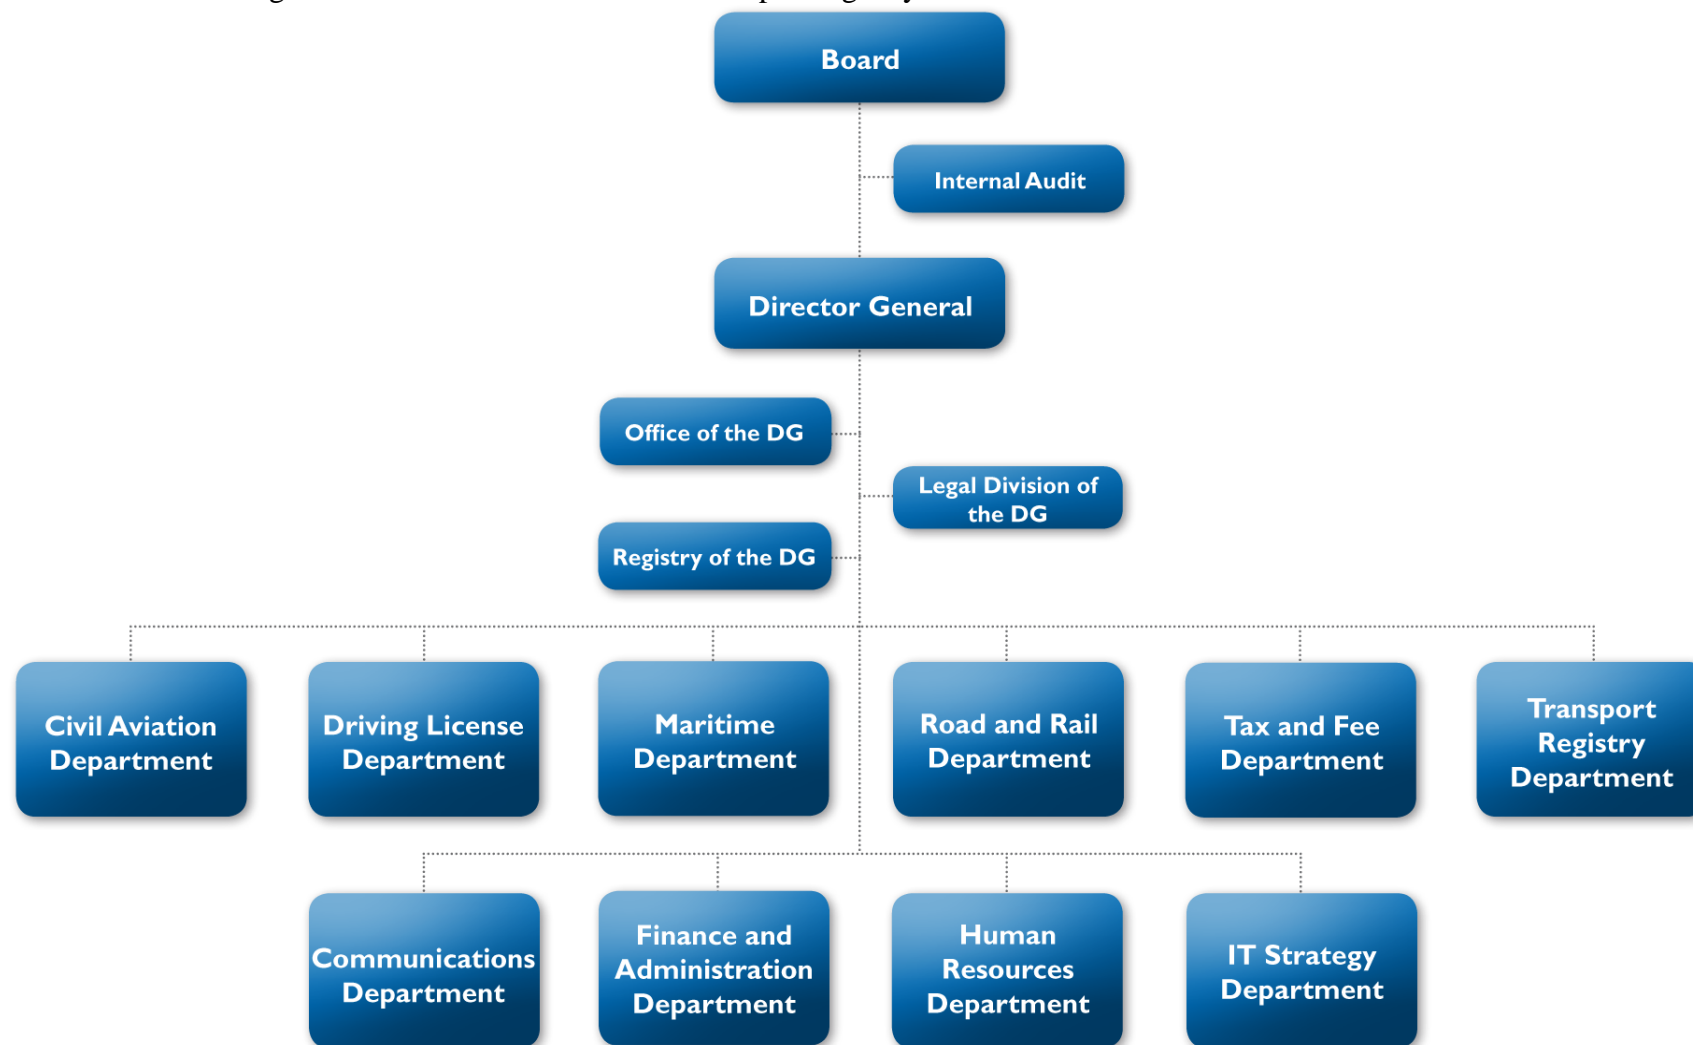 Board
Internal Audit
Director General
Office of the DG
Legal Division of
the DG
Registry of the DG
Civil Aviation
Department
Driving License
Department
Maritime
Department
Road and Rail
Department
Tax and Fee
Department
Transport
Registry
Department
Communications
Department
Finance and
Administration
Department
Human
Resources
Department
IT Strategy
Department